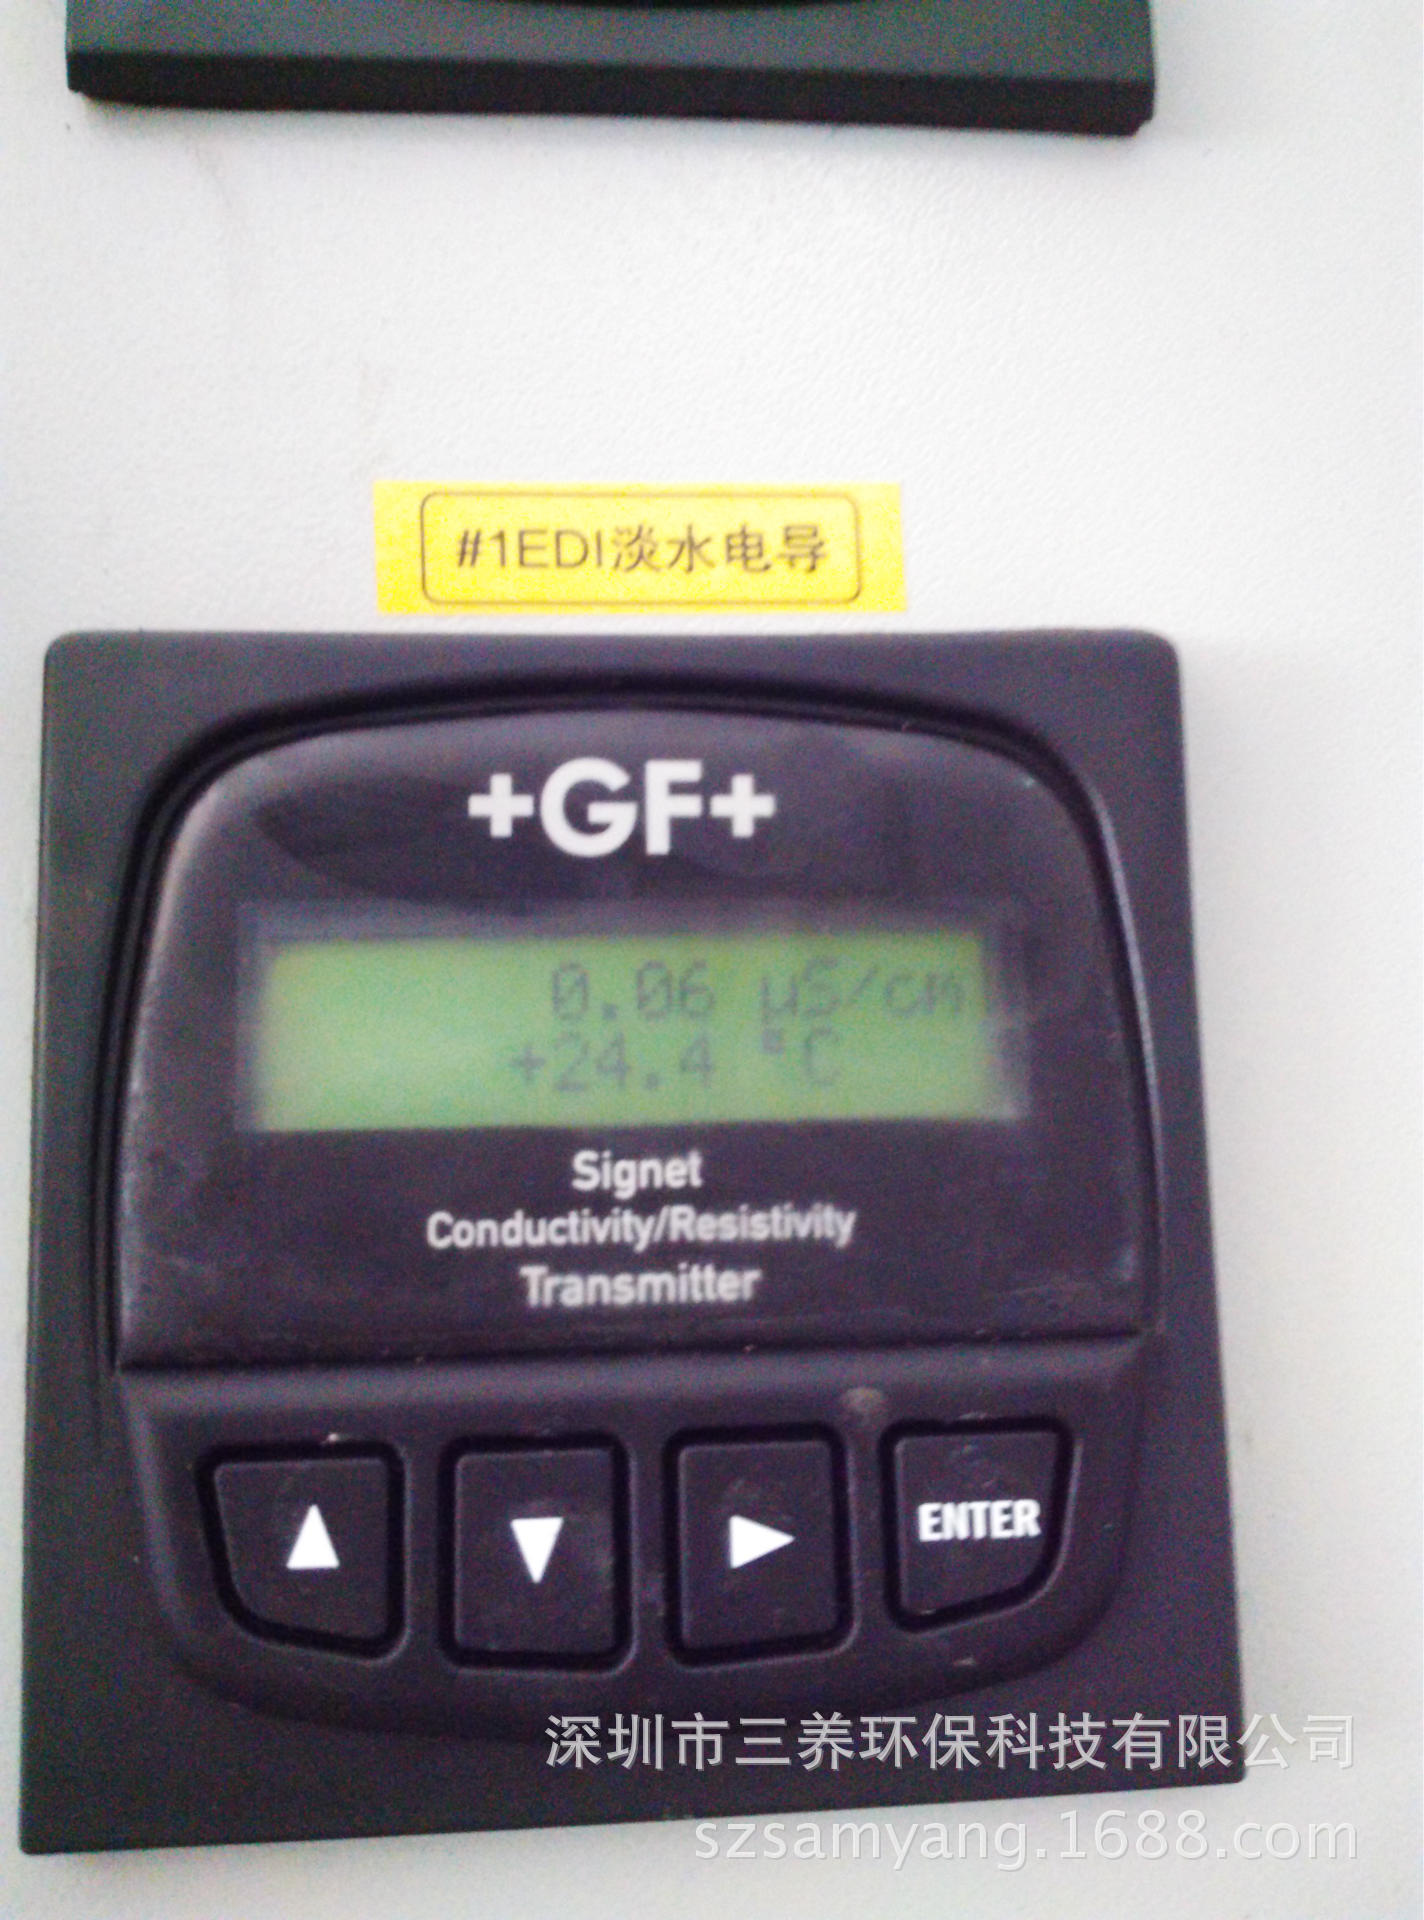 #1EDI淡水电导
+GF+
0.06 µS/cm
+24.4 °C
Signet
Conductivity/Resistivity
Transmitter
ENTER
深圳市三养环保科技有限公司
szsamyang.1688.com